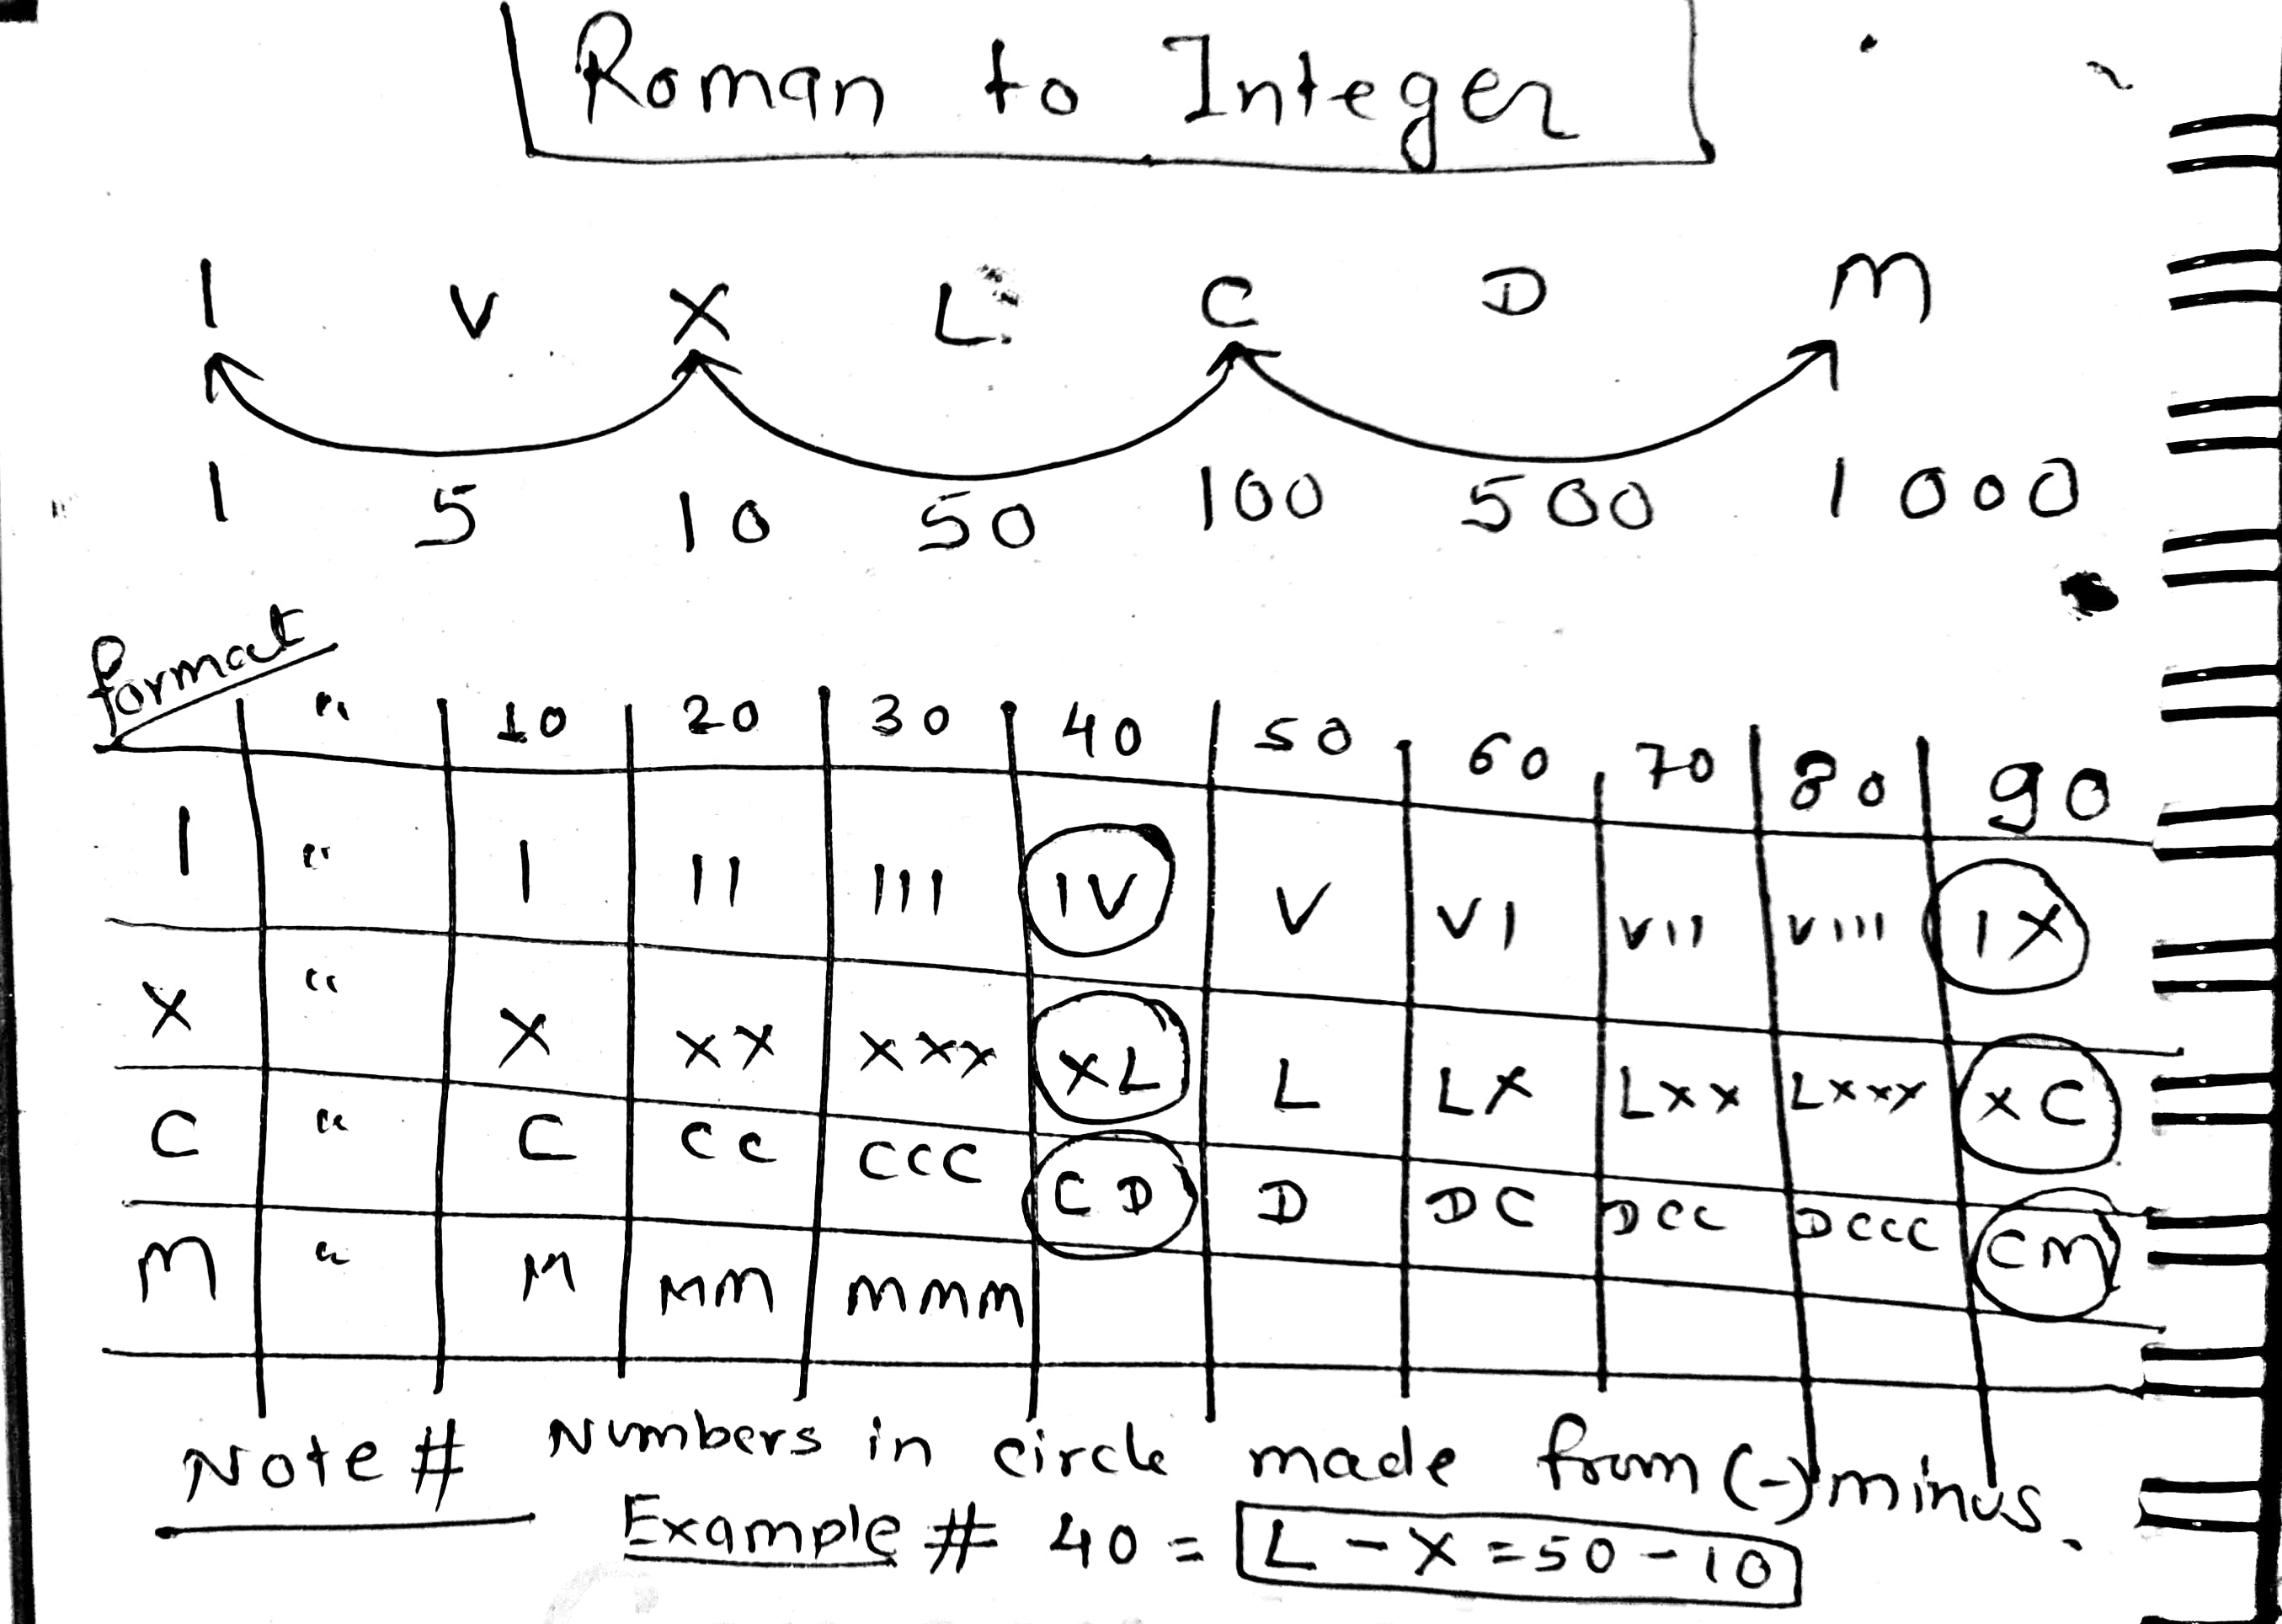 Roman to Integer
I V X L C D M
1 5 10 50 100 500 1000
format " 10 20 30 40 50 60 70 80 90
I " I II III IV V VI VII VIII IX
X " X XX XXX XL L LX LXX LXXX XC
C " C CC CCC CD D DC DCC DCCC CM
M " M MM MMM
Note # Numbers in circle made from (-) minus.
Example # 40 = L - X = 50 - 10